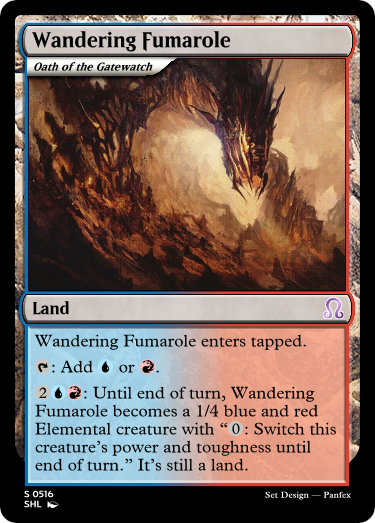 Wandering Fumarole
Oath of the Gatewatch
Land
Wandering Fumarole enters tapped.
: Add or .
2 : Until end of turn, Wandering
Fumarole becomes a 1/4 blue and red
Elemental creature with “0: Switch this
creature’s power and toughness until
end of turn.” It’s still a land.
S 0516
SHL
Set Design — Panfex